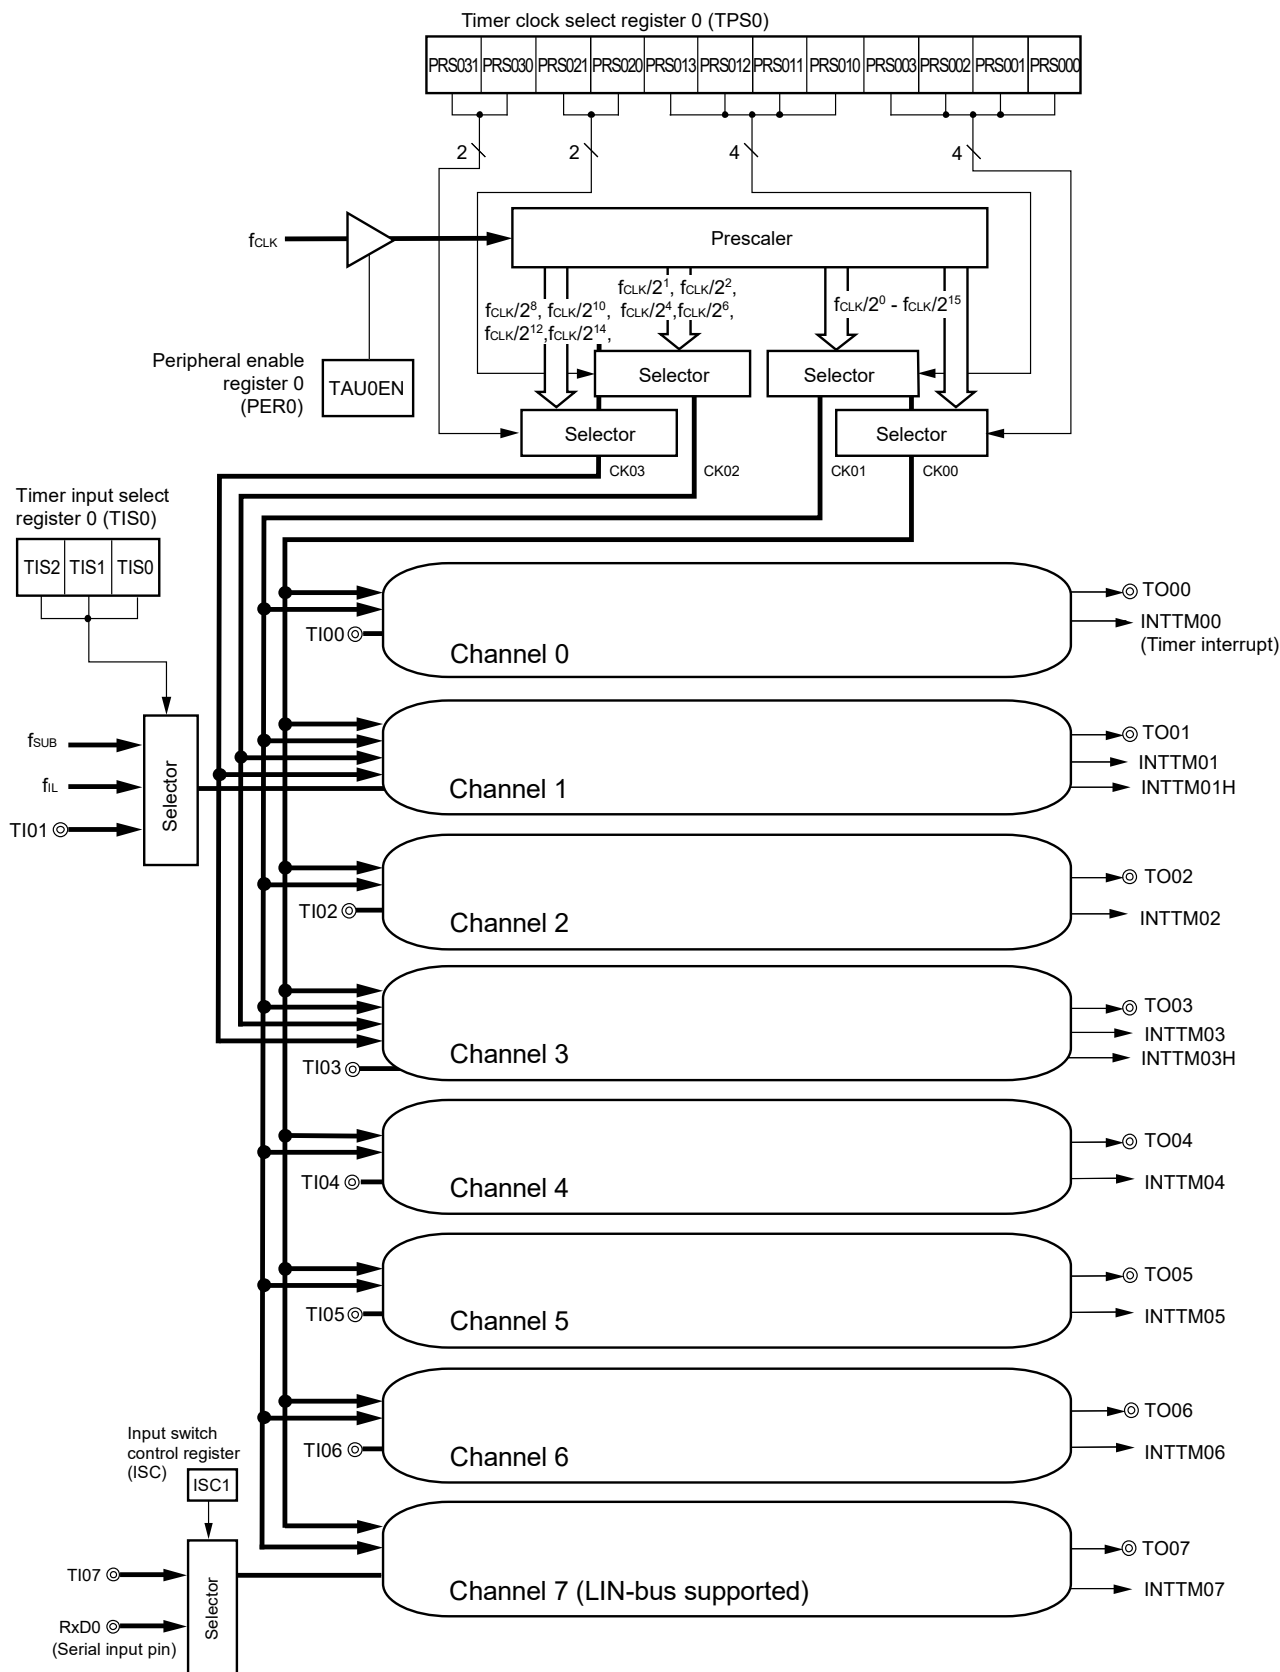 Timer clock select register 0 (TPS0)
PRS031 PRS030 PRS021 PRS020 PRS013 PRS012 PRS011 PRS010 PRS003 PRS002 PRS001 PRS000
2 2 4 4
fCLK
Prescaler
fCLK/2^8, fCLK/2^10,
fCLK/2^12,fCLK/2^14,
fCLK/2^1, fCLK/2^2,
fCLK/2^4,fCLK/2^6,
fCLK/2^0 - fCLK/2^15
Peripheral enable
register 0
(PER0)
TAU0EN
Selector
Selector
Selector
Selector
CK03 CK02 CK01 CK00
Timer input select
register 0 (TIS0)
TIS2 TIS1 TIS0
TI00
Channel 0
TO00
INTTM00
(Timer interrupt)
fSUB
fIL
TI01
Selector
Channel 1
TO01
INTTM01
INTTM01H
TI02
Channel 2
TO02
INTTM02
TI03
Channel 3
TO03
INTTM03
INTTM03H
TI04
Channel 4
TO04
INTTM04
TI05
Channel 5
TO05
INTTM05
TI06
Channel 6
TO06
INTTM06
Input switch
control register
(ISC)
ISC1
TI07
RxD0
(Serial input pin)
Selector
Channel 7 (LIN-bus supported)
TO07
INTTM07